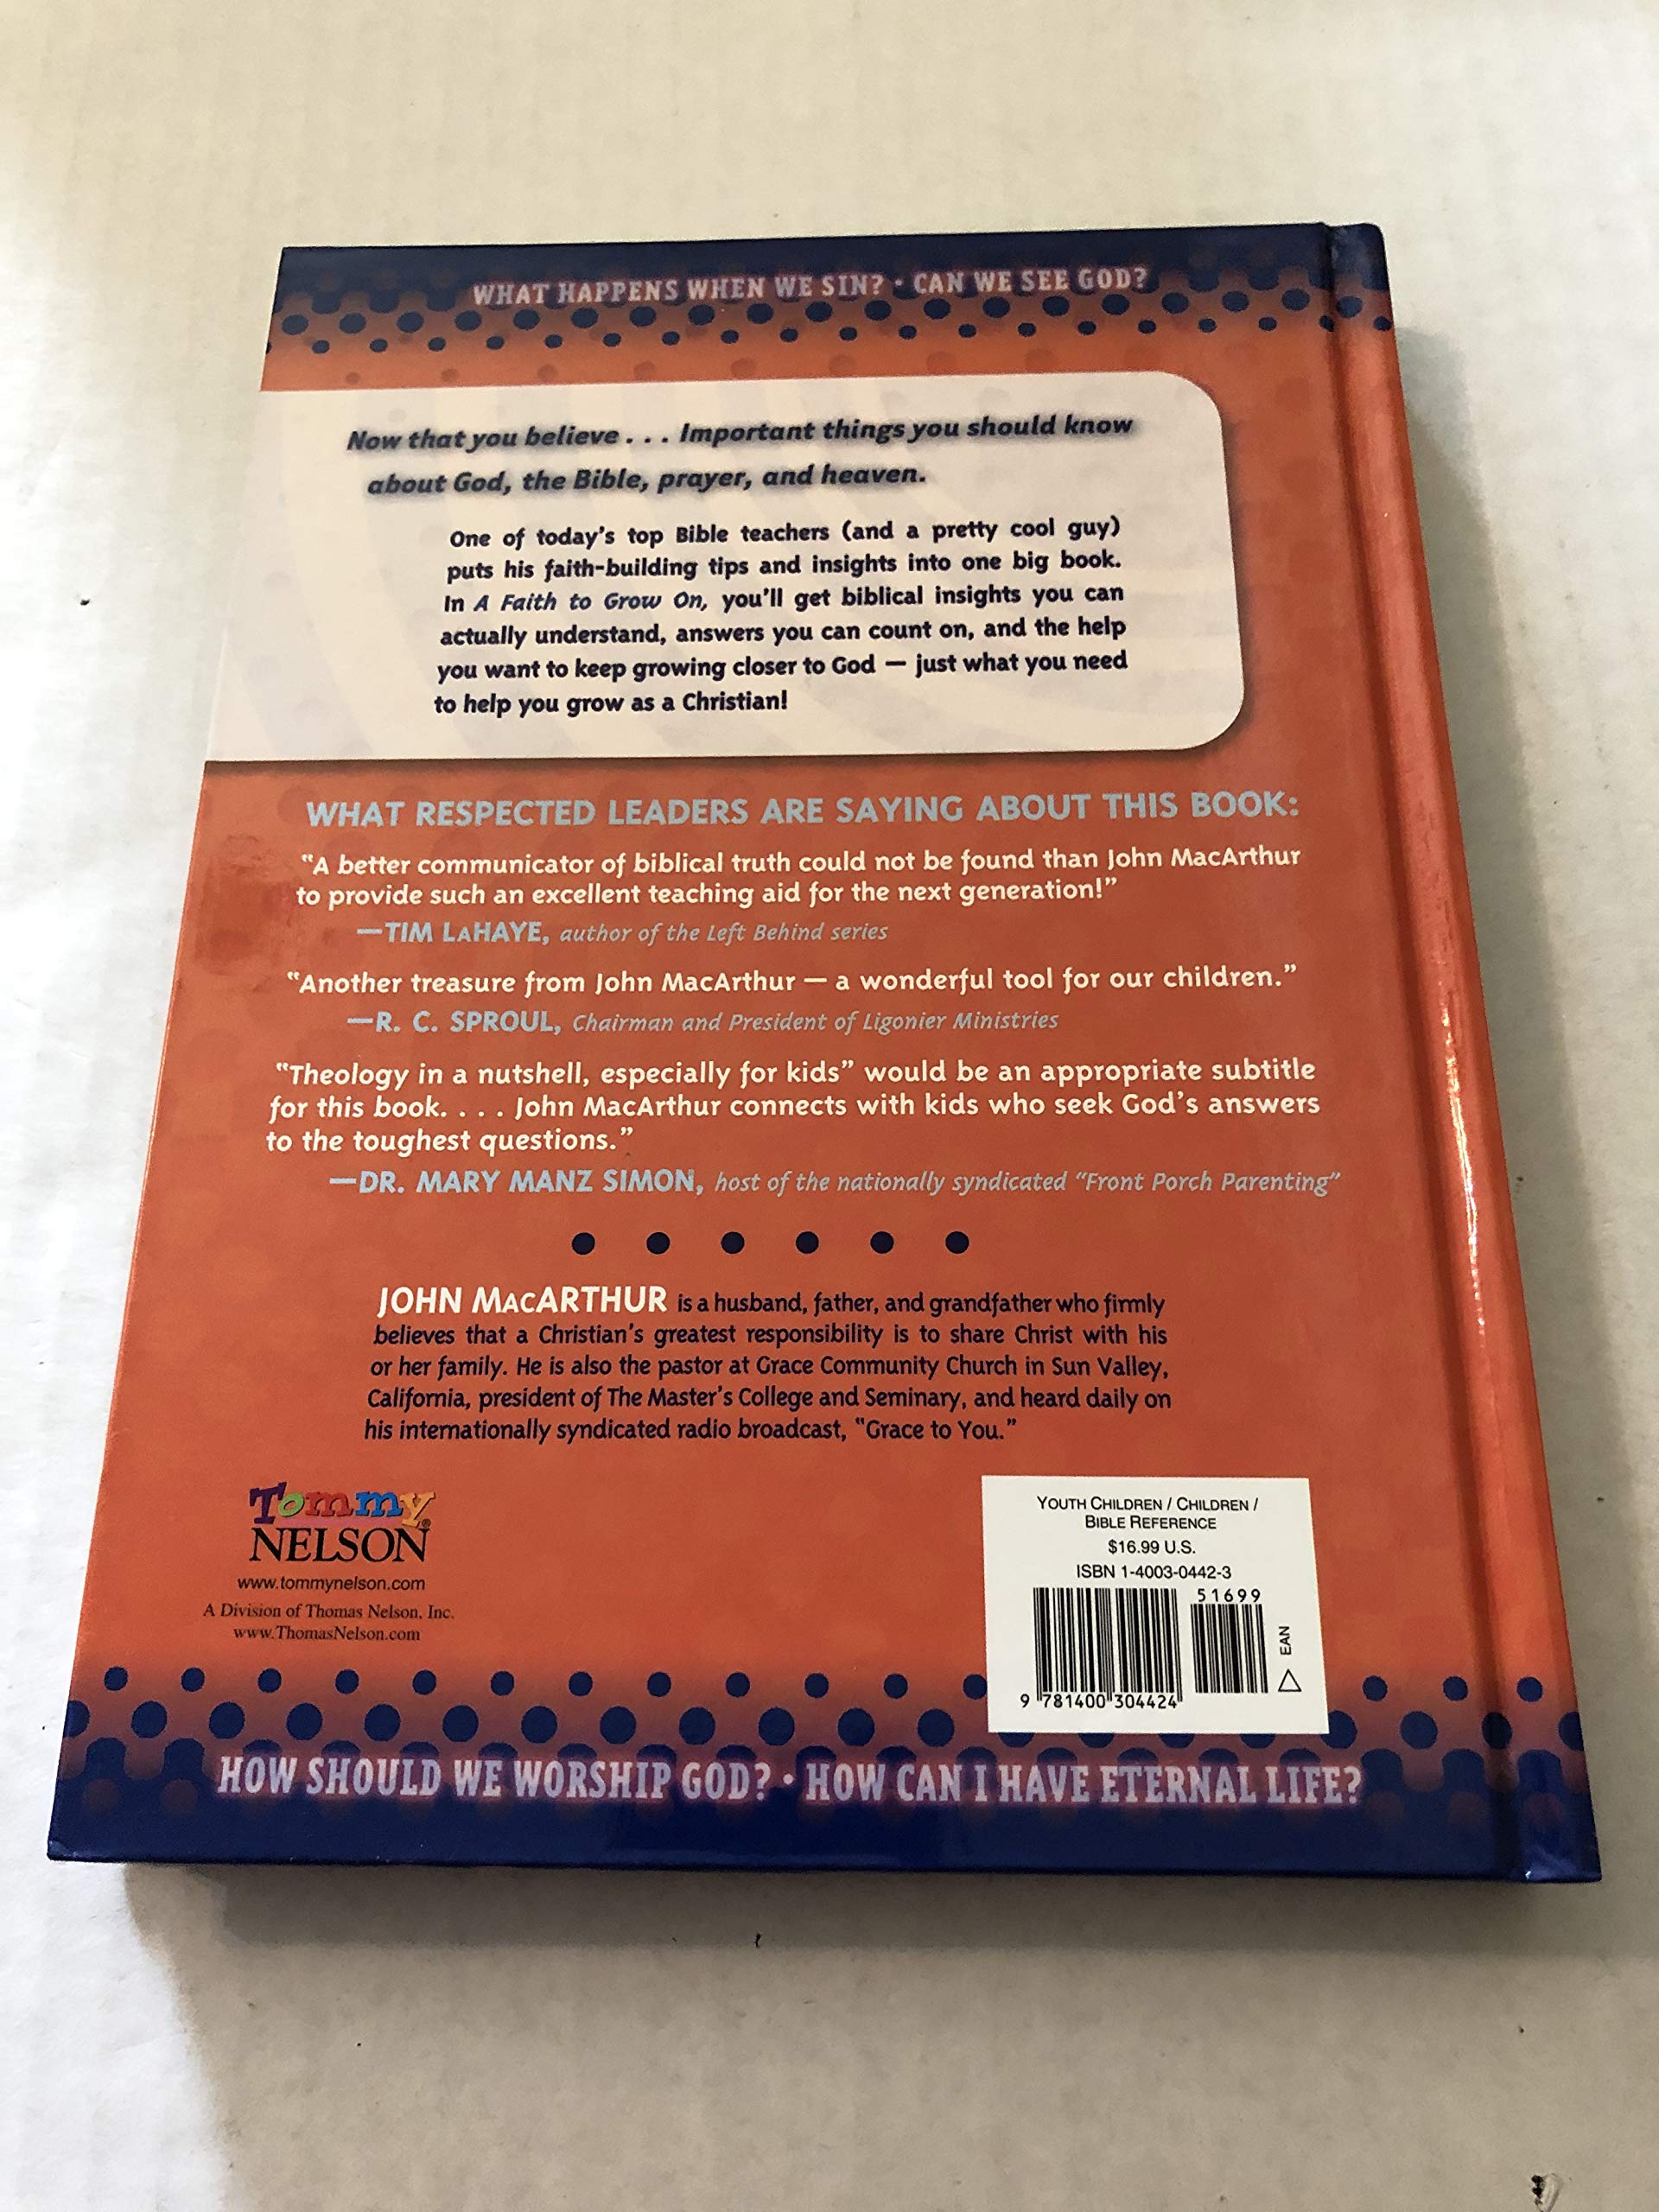 WHAT HAPPENS WHEN WE SIN? • CAN WE SEE GOD?
Now that you believe . . . Important things you should know
about God, the Bible, prayer, and heaven.
One of today's top Bible teachers (and a pretty cool guy)
puts his faith-building tips and insights into one big book.
In A Faith to Grow On, you'll get biblical insights you can
actually understand, answers you can count on, and the help
you want to keep growing closer to God — just what you need
to help you grow as a Christian!
WHAT RESPECTED LEADERS ARE SAYING ABOUT THIS BOOK:
"A better communicator of biblical truth could not be found than John MacArthur
to provide such an excellent teaching aid for the next generation!"
—TIM LAHAYE, author of the Left Behind series
"Another treasure from John MacArthur — a wonderful tool for our children."
—R. C. SPROUL, Chairman and President of Ligonier Ministries
"Theology in a nutshell, especially for kids" would be an appropriate subtitle
for this book. . . . John MacArthur connects with kids who seek God's answers
to the toughest questions."
—DR. MARY MANZ SIMON, host of the nationally syndicated "Front Porch Parenting"
JOHN MACARTHUR is a husband, father, and grandfather who firmly
believes that a Christian's greatest responsibility is to share Christ with his
or her family. He is also the pastor at Grace Community Church in Sun Valley,
California, president of The Master's College and Seminary, and heard daily on
his internationally syndicated radio broadcast, "Grace to You."
Tommy®
NELSON
www.tommynelson.com
A Division of Thomas Nelson, Inc.
www.ThomasNelson.com
YOUTH CHILDREN / CHILDREN /
BIBLE REFERENCE
$16.99 U.S.
ISBN 1-4003-0442-3
51699
EAN
9 781400 304424
HOW SHOULD WE WORSHIP GOD? • HOW CAN I HAVE ETERNAL LIFE?